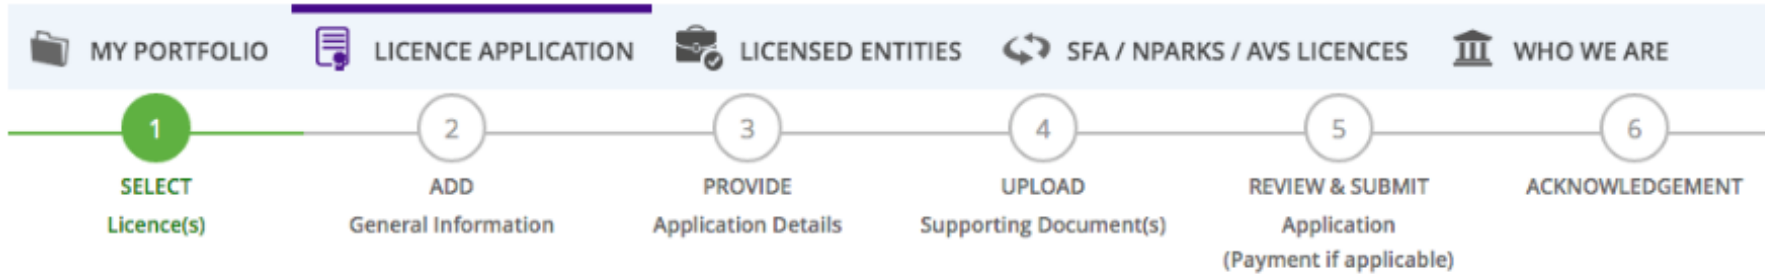 MY PORTFOLIO LICENCE APPLICATION LICENSED ENTITIES SFA / NPARKS / AVS LICENCES WHO WE ARE
1 2 3 4 5 6
SELECT ADD PROVIDE UPLOAD REVIEW & SUBMIT ACKNOWLEDGEMENT
Licence(s) General Information Application Details Supporting Document(s) Application
(Payment if applicable)